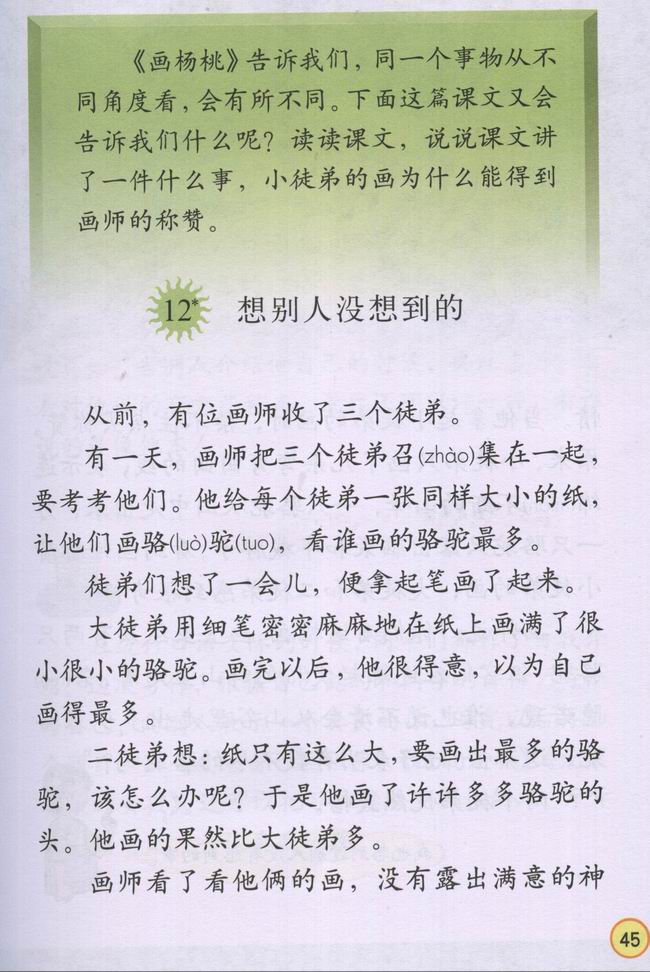 《画杨桃》告诉我们，同一个事物从不
同角度看，会有所不同。下面这篇课文又会
告诉我们什么呢？读读课文，说说课文讲
了一件什么事，小徒弟的画为什么能得到
画师的称赞。
12* 想别人没想到的
从前，有位画师收了三个徒弟。
有一天，画师把三个徒弟召(zhào)集在一起，
要考考他们。他给每个徒弟一张同样大小的纸，
让他们画骆(luò)驼(tuo)，看谁画的骆驼最多。
徒弟们想了一会儿，便拿起笔画了起来。
大徒弟用细笔密密麻麻地在纸上画满了很
小很小的骆驼。画完以后，他很得意，以为自己
画得最多。
二徒弟想：纸只有这么大，要画出最多的骆
驼，该怎么办呢？于是他画了许许多多骆驼的
头。他画的果然比大徒弟多。
画师看了看他俩的画，没有露出满意的神
45